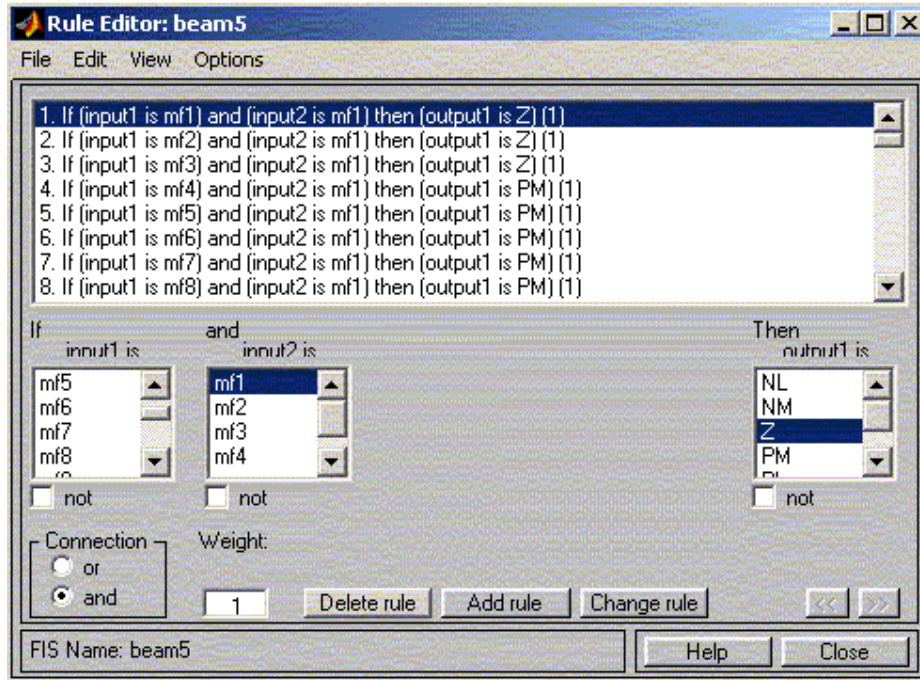 Rule Editor: beam5
File Edit View Options
1. If (input1 is mf1) and (input2 is mf1) then (output1 is Z) (1)
2. If (input1 is mf2) and (input2 is mf1) then (output1 is Z) (1)
3. If (input1 is mf3) and (input2 is mf1) then (output1 is Z) (1)
4. If (input1 is mf4) and (input2 is mf1) then (output1 is PM) (1)
5. If (input1 is mf5) and (input2 is mf1) then (output1 is PM) (1)
6. If (input1 is mf6) and (input2 is mf1) then (output1 is PM) (1)
7. If (input1 is mf7) and (input2 is mf1) then (output1 is PM) (1)
8. If (input1 is mf8) and (input2 is mf1) then (output1 is PM) (1)
If and Then
input1 is input2 is output1 is
mf5 mf1 NL
mf6 mf2 NM
mf7 mf3 Z
mf8 mf4 PM
not not not
Connection Weight:
or
and 1 Delete rule Add rule Change rule << >>
FIS Name: beam5 Help Close